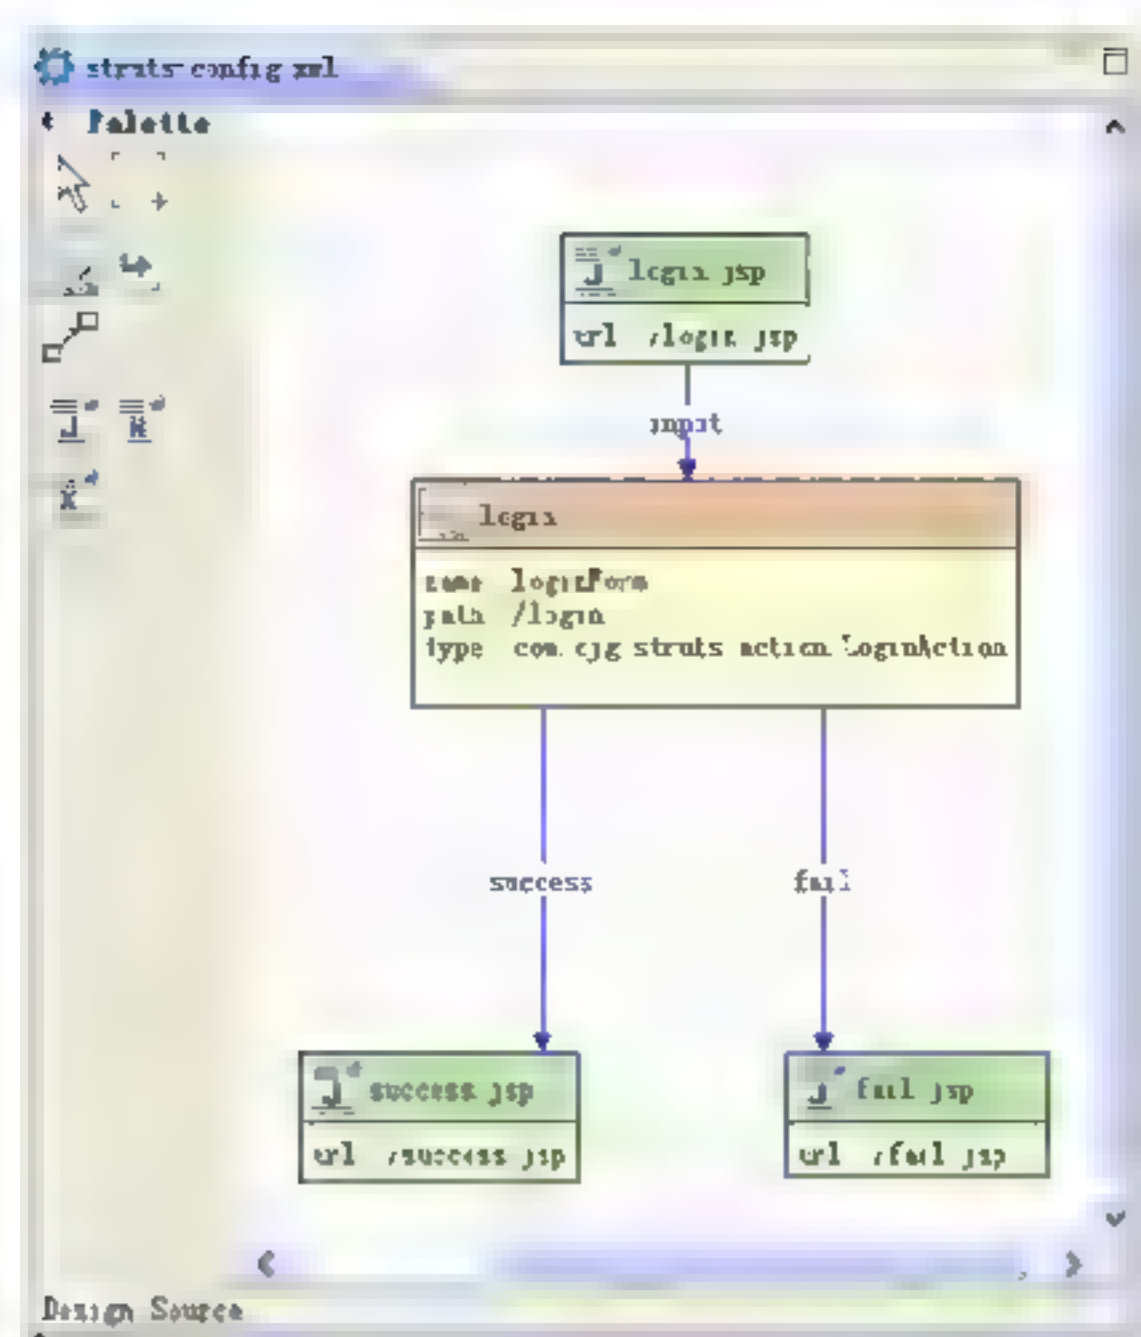 struts-config.xml
Palette
login.jsp
url /login.jsp
input
login
name loginForm
path /login
type com.cjg.struts.action.LoginAction
success
fail
success.jsp
fail.jsp
url /success.jsp
url /fail.jsp
Design Source